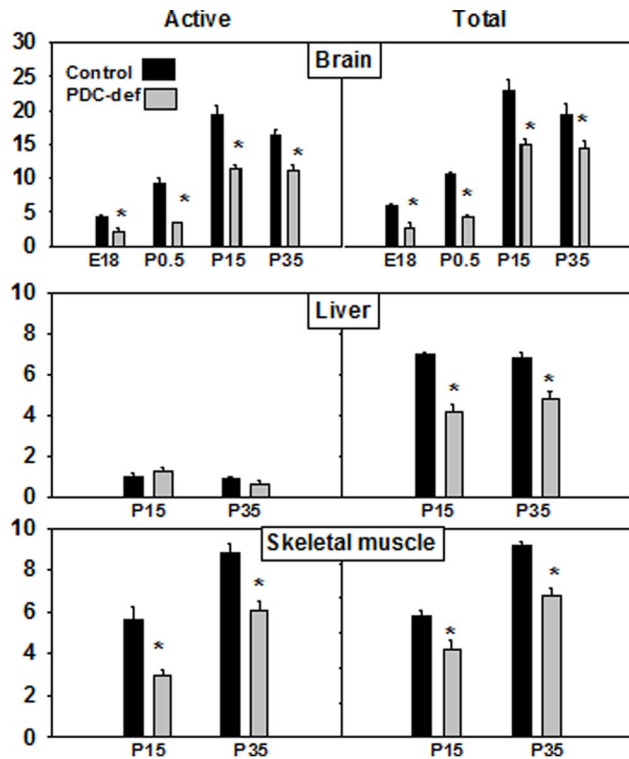 Active Total
30
25
20
15
10
5
0
Control
PDC-def
Brain
* * * * * * * *
E18 P0.5 P15 P35 E18 P0.5 P15 P35
10
8
6
4
2
0
Liver
* *
P15 P35 P15 P35
10
8
6
4
2
0
Skeletal muscle
* * * *
P15 P35 P15 P35